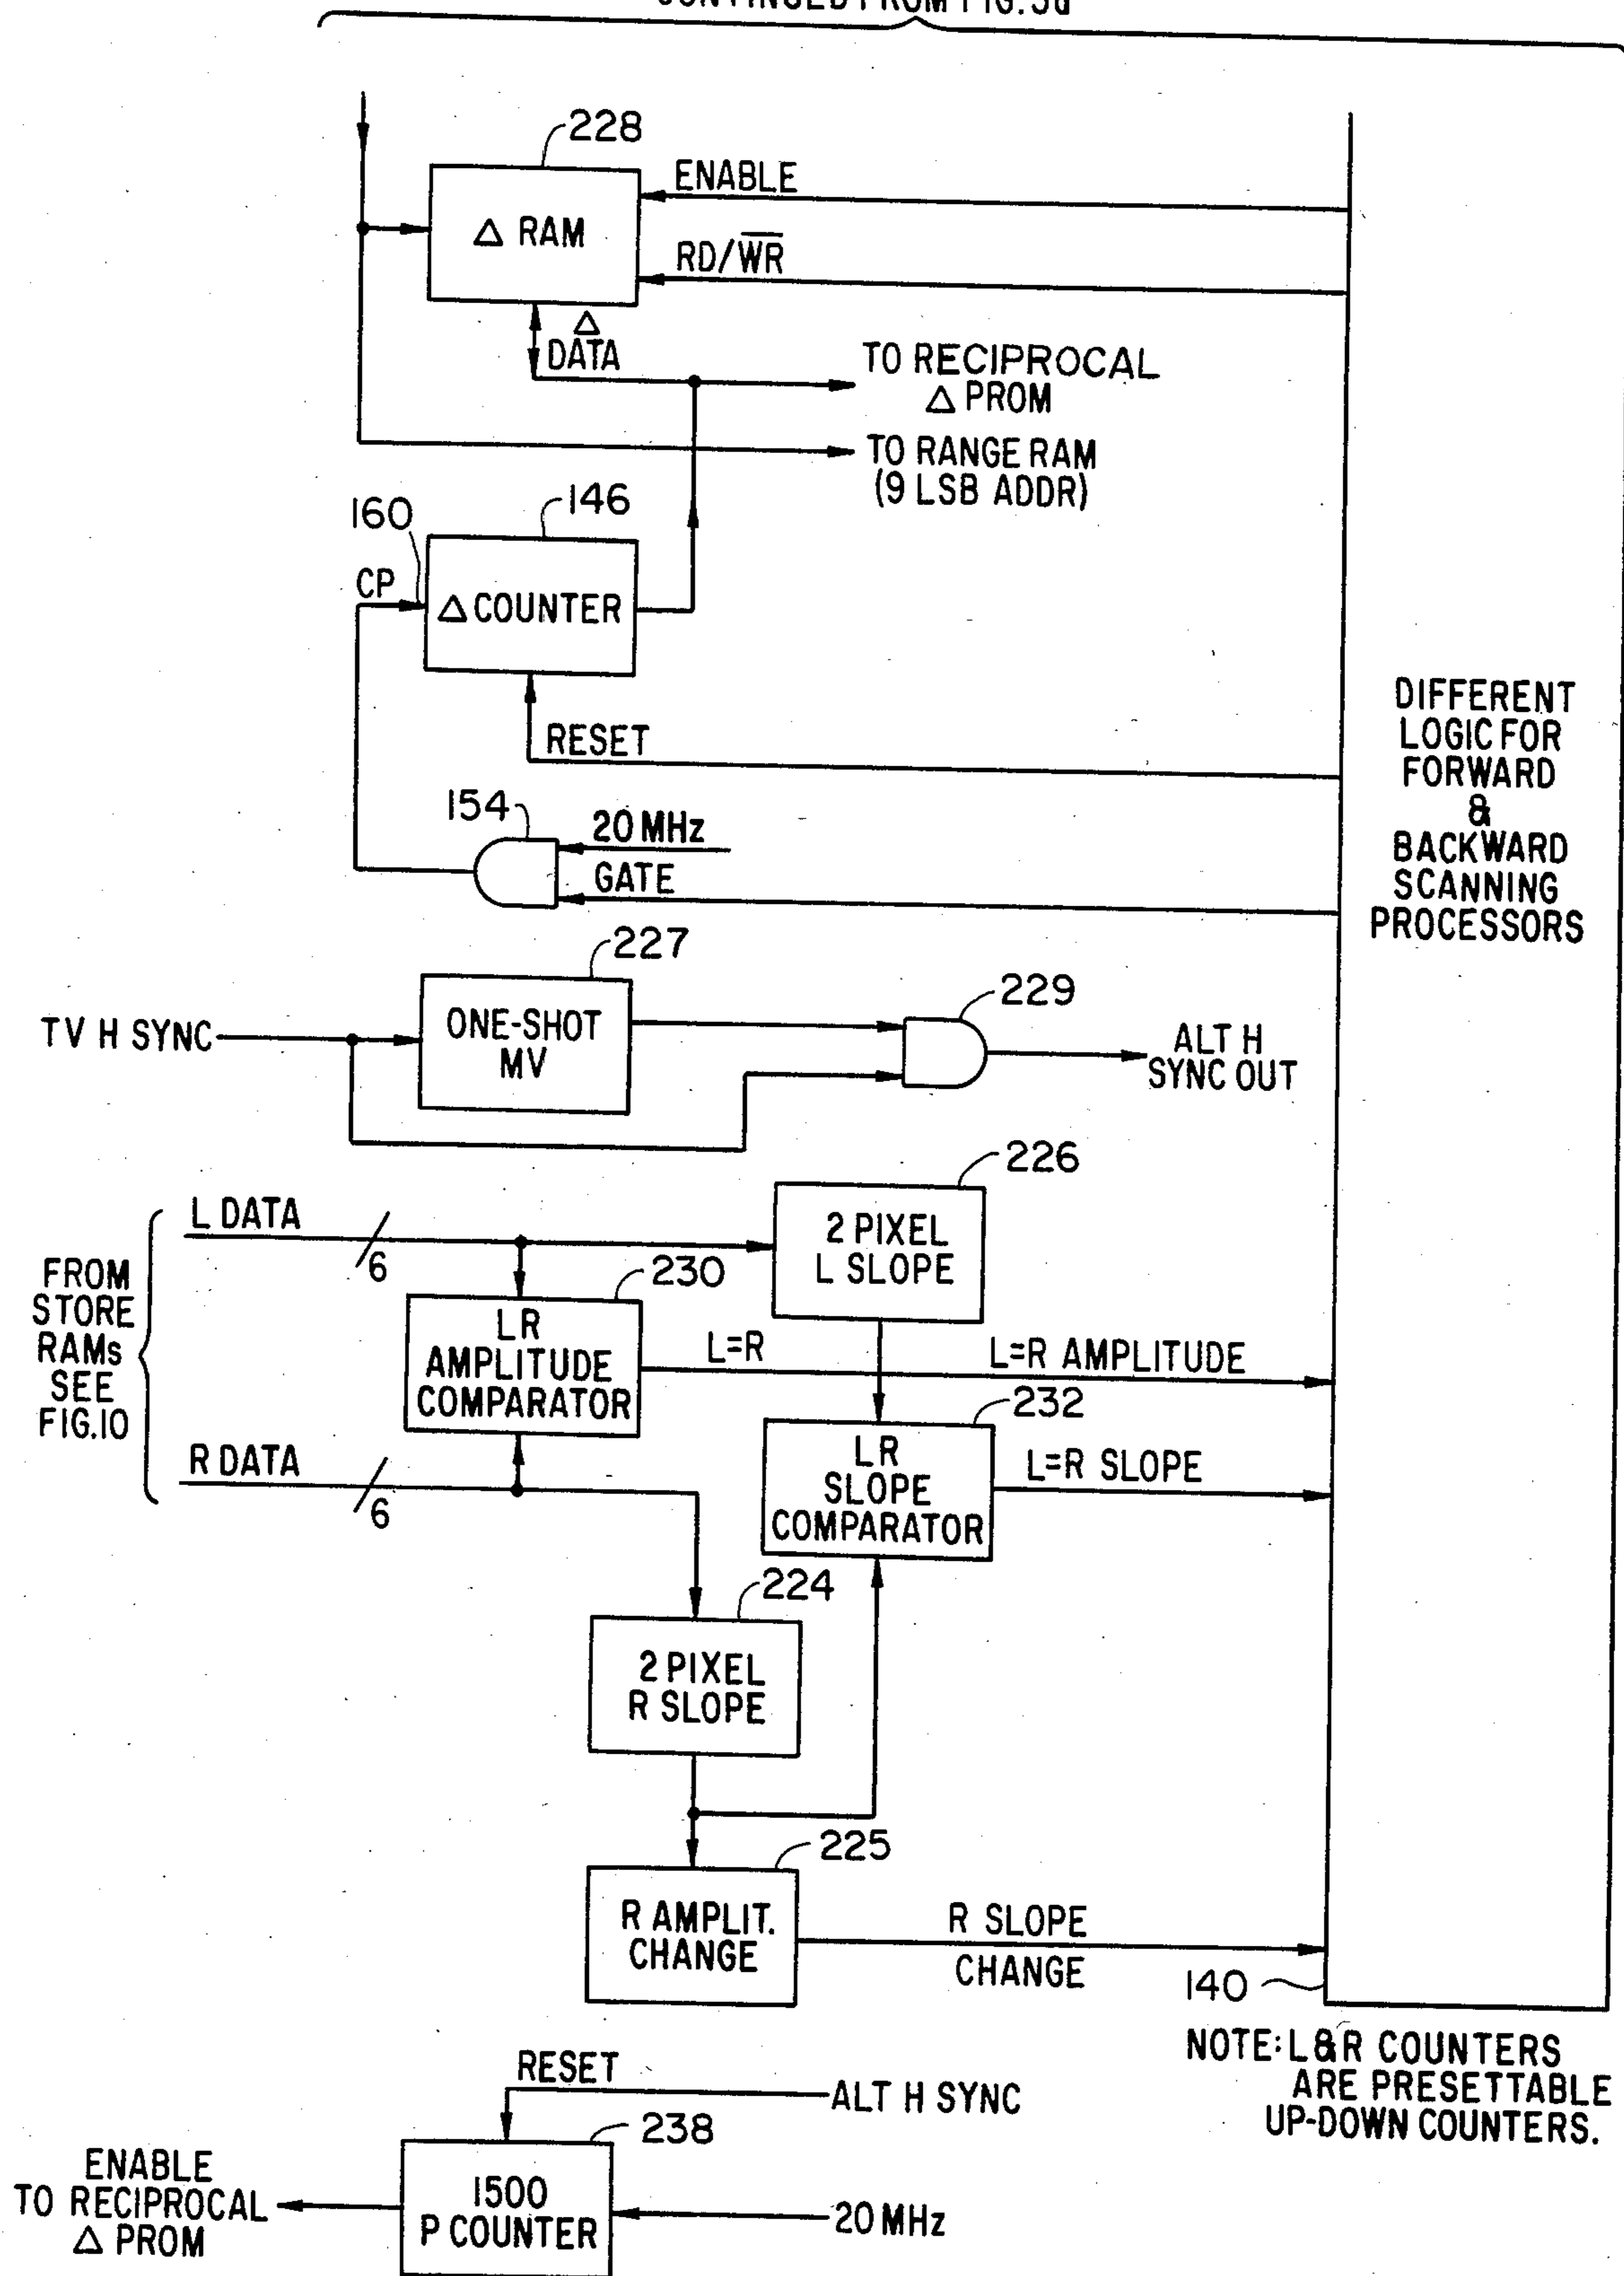 CONTINUED FROM FIG. 5a
228
ENABLE
Δ RAM
RD/W̅R̅
Δ
DATA
TO RECIPROCAL
Δ PROM
TO RANGE RAM
(9 LSB ADDR)
160
146
CP
Δ COUNTER
RESET
DIFFERENT
LOGIC FOR
FORWARD
&
BACKWARD
SCANNING
PROCESSORS
154
20 MHz
GATE
227
229
TV H SYNC
ONE-SHOT
MV
ALT H
SYNC OUT
226
L DATA
6
2 PIXEL
L SLOPE
FROM
STORE
RAMs
SEE
FIG.10
230
LR
AMPLITUDE
COMPARATOR
L=R
L=R AMPLITUDE
232
R DATA
6
LR
SLOPE
COMPARATOR
L=R SLOPE
224
2 PIXEL
R SLOPE
225
R AMPLIT.
CHANGE
R SLOPE
CHANGE
140
NOTE: L&R COUNTERS
ARE PRESETTABLE
UP-DOWN COUNTERS.
RESET
ALT H SYNC
238
ENABLE
TO RECIPROCAL
Δ PROM
1500
P COUNTER
20 MHz